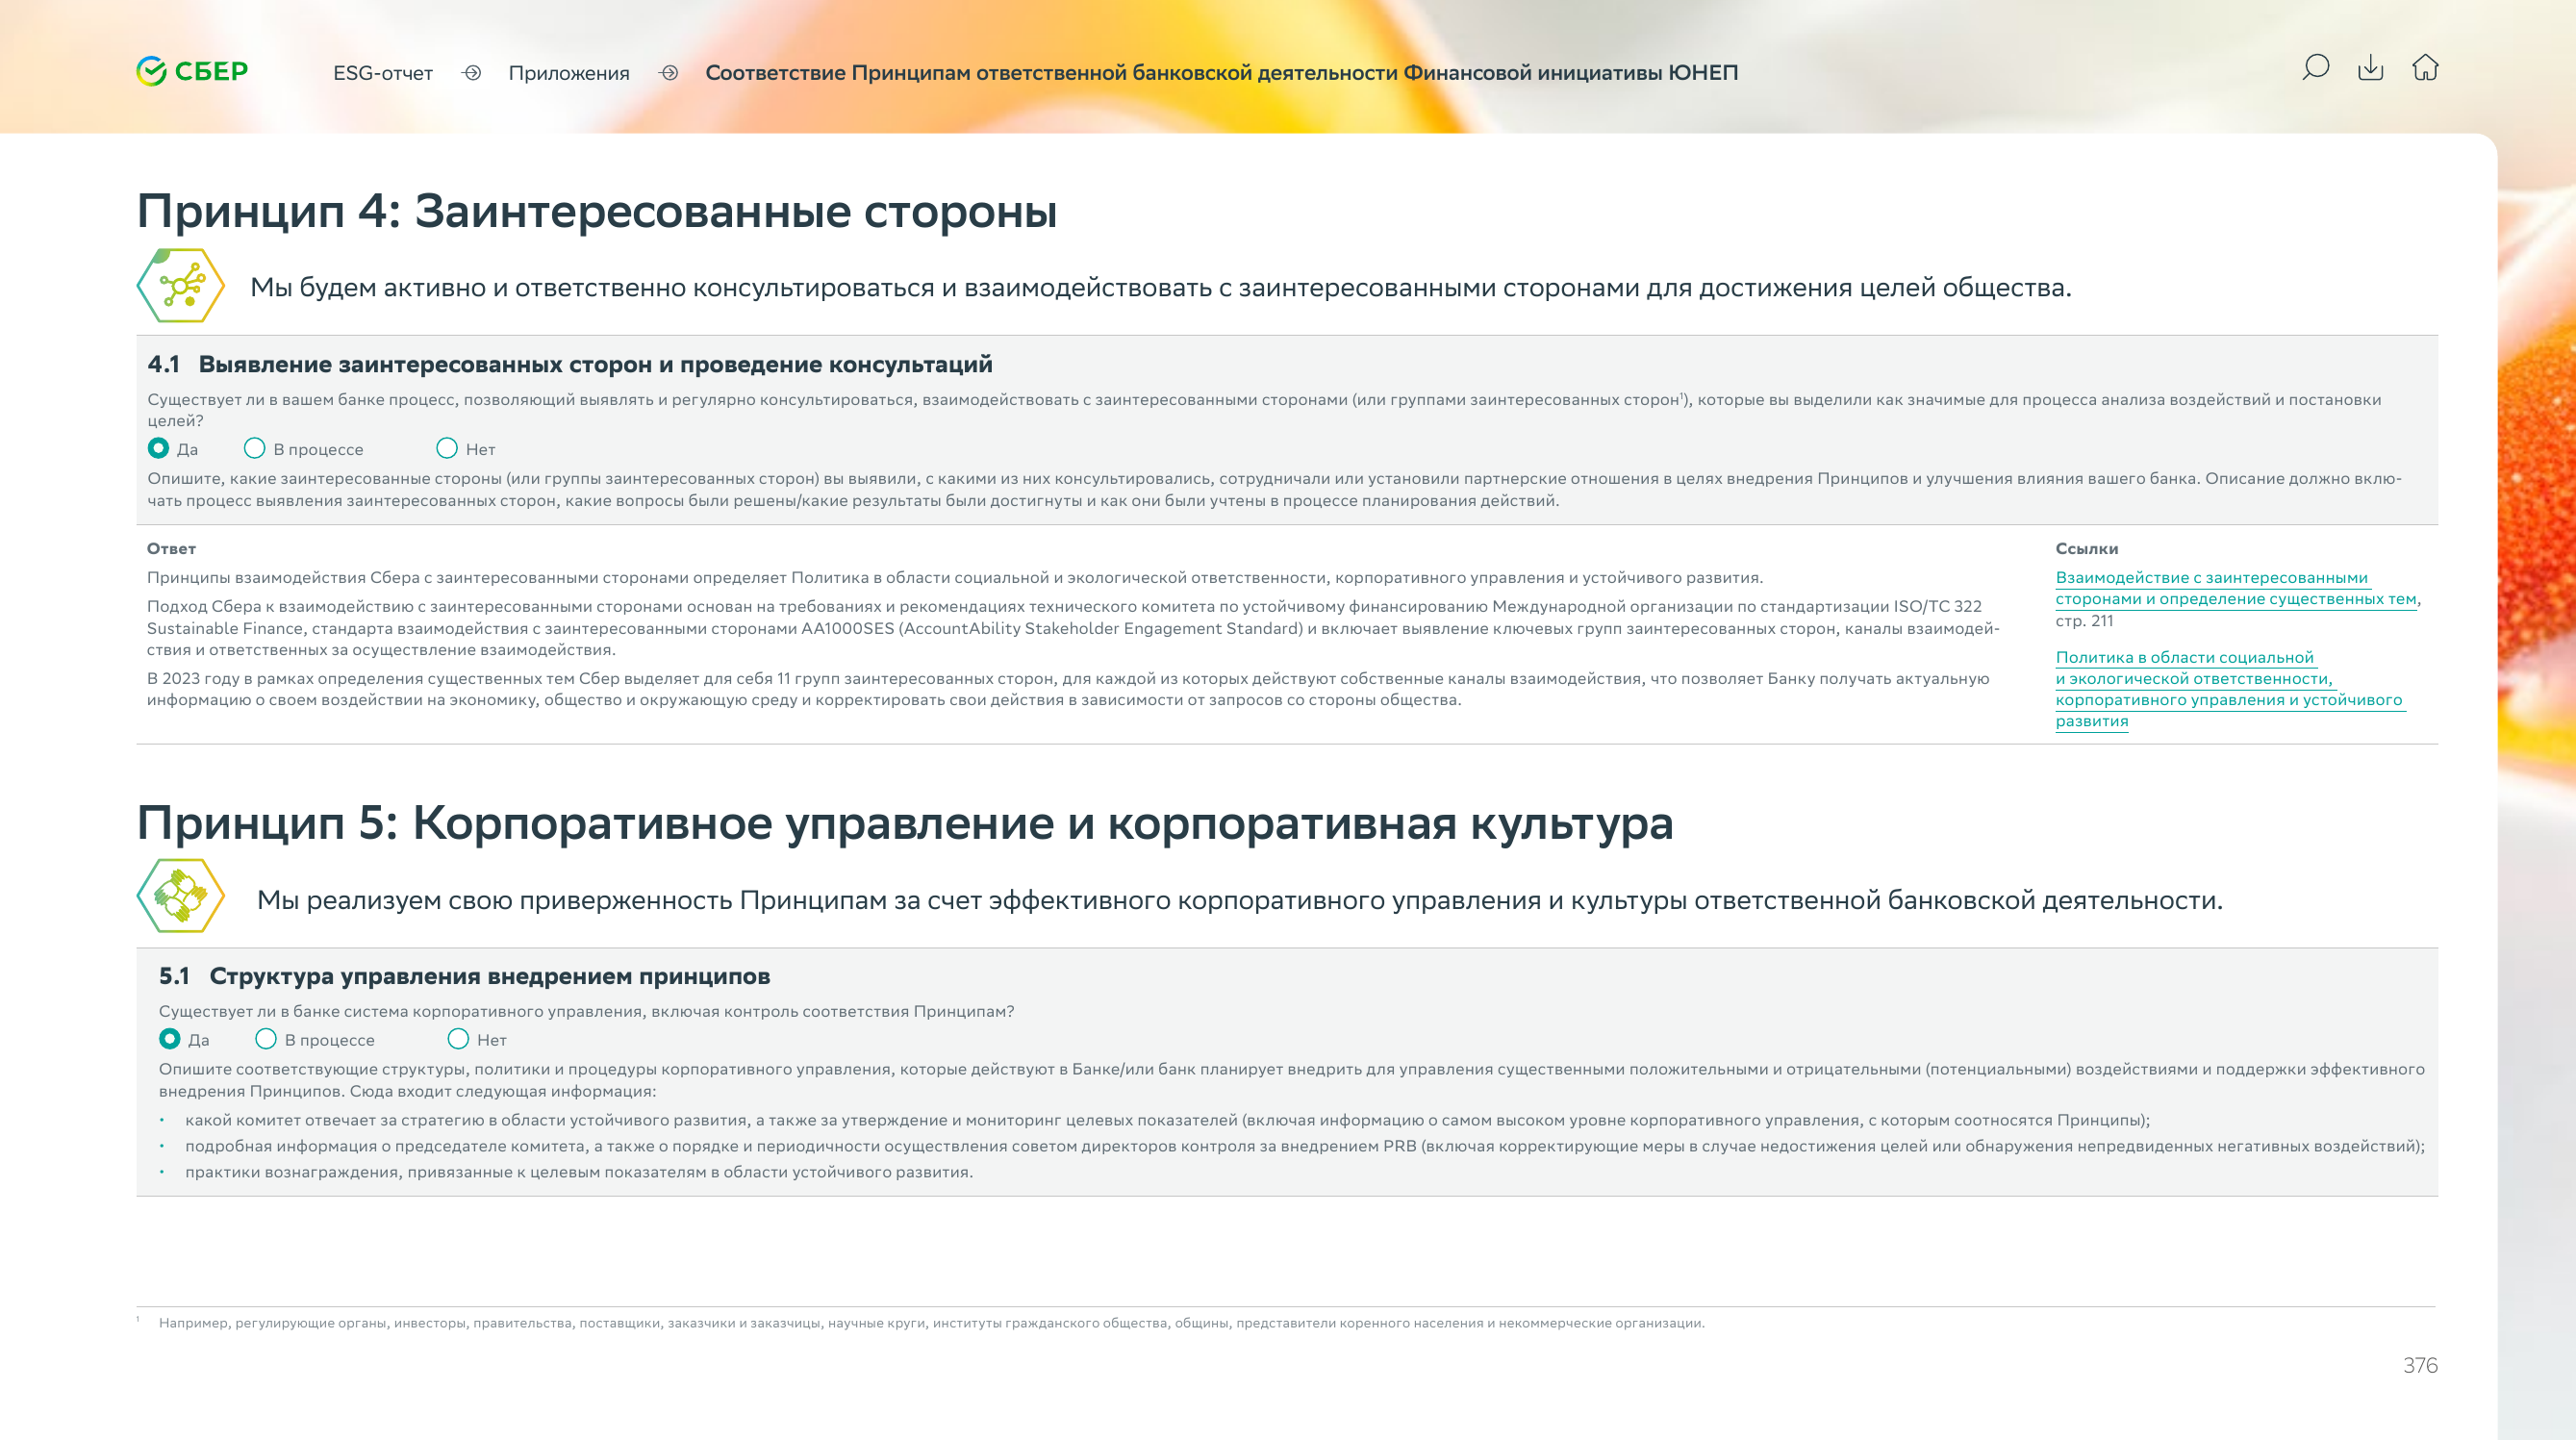 СБЕР
ESG-отчет
Приложения
Соответствие Принципам ответственной банковской деятельности Финансовой инициативы ЮНЕП
Принцип 4: Заинтересованные стороны
Мы будем активно и ответственно консультироваться и взаимодействовать с заинтересованными сторонами для достижения целей общества.
4.1 Выявление заинтересованных сторон и проведение консультаций
Существует ли в вашем банке процесс, позволяющий выявлять и регулярно консультироваться, взаимодействовать с заинтересованными сторонами (или группами заинтересованных сторон¹), которые вы выделили как значимые для процесса анализа воздействий и постановки
целей?
Да В процессе Нет
Опишите, какие заинтересованные стороны (или группы заинтересованных сторон) вы выявили, с какими из них консультировались, сотрудничали или установили партнерские отношения в целях внедрения Принципов и улучшения влияния вашего банка. Описание должно вклю-
чать процесс выявления заинтересованных сторон, какие вопросы были решены/какие результаты были достигнуты и как они были учтены в процессе планирования действий.
Ответ
Принципы взаимодействия Сбера с заинтересованными сторонами определяет Политика в области социальной и экологической ответственности, корпоративного управления и устойчивого развития.
Подход Сбера к взаимодействию с заинтересованными сторонами основан на требованиях и рекомендациях технического комитета по устойчивому финансированию Международной организации по стандартизации ISO/TC 322
Sustainable Finance, стандарта взаимодействия с заинтересованными сторонами AA1000SES (AccountAbility Stakeholder Engagement Standard) и включает выявление ключевых групп заинтересованных сторон, каналы взаимодей-
ствия и ответственных за осуществление взаимодействия.
В 2023 году в рамках определения существенных тем Сбер выделяет для себя 11 групп заинтересованных сторон, для каждой из которых действуют собственные каналы взаимодействия, что позволяет Банку получать актуальную
информацию о своем воздействии на экономику, общество и окружающую среду и корректировать свои действия в зависимости от запросов со стороны общества.
Ссылки
Взаимодействие с заинтересованными
сторонами и определение существенных тем,
стр. 211
Политика в области социальной
и экологической ответственности,
корпоративного управления и устойчивого
развития
Принцип 5: Корпоративное управление и корпоративная культура
Мы реализуем свою приверженность Принципам за счет эффективного корпоративного управления и культуры ответственной банковской деятельности.
5.1 Структура управления внедрением принципов
Существует ли в банке система корпоративного управления, включая контроль соответствия Принципам?
Да В процессе Нет
Опишите соответствующие структуры, политики и процедуры корпоративного управления, которые действуют в Банке/или банк планирует внедрить для управления существенными положительными и отрицательными (потенциальными) воздействиями и поддержки эффективного
внедрения Принципов. Сюда входит следующая информация:
• какой комитет отвечает за стратегию в области устойчивого развития, а также за утверждение и мониторинг целевых показателей (включая информацию о самом высоком уровне корпоративного управления, с которым соотносятся Принципы);
• подробная информация о председателе комитета, а также о порядке и периодичности осуществления советом директоров контроля за внедрением PRB (включая корректирующие меры в случае недостижения целей или обнаружения непредвиденных негативных воздействий);
• практики вознаграждения, привязанные к целевым показателям в области устойчивого развития.
¹ Например, регулирующие органы, инвесторы, правительства, поставщики, заказчики и заказчицы, научные круги, институты гражданского общества, общины, представители коренного населения и некоммерческие организации.
376